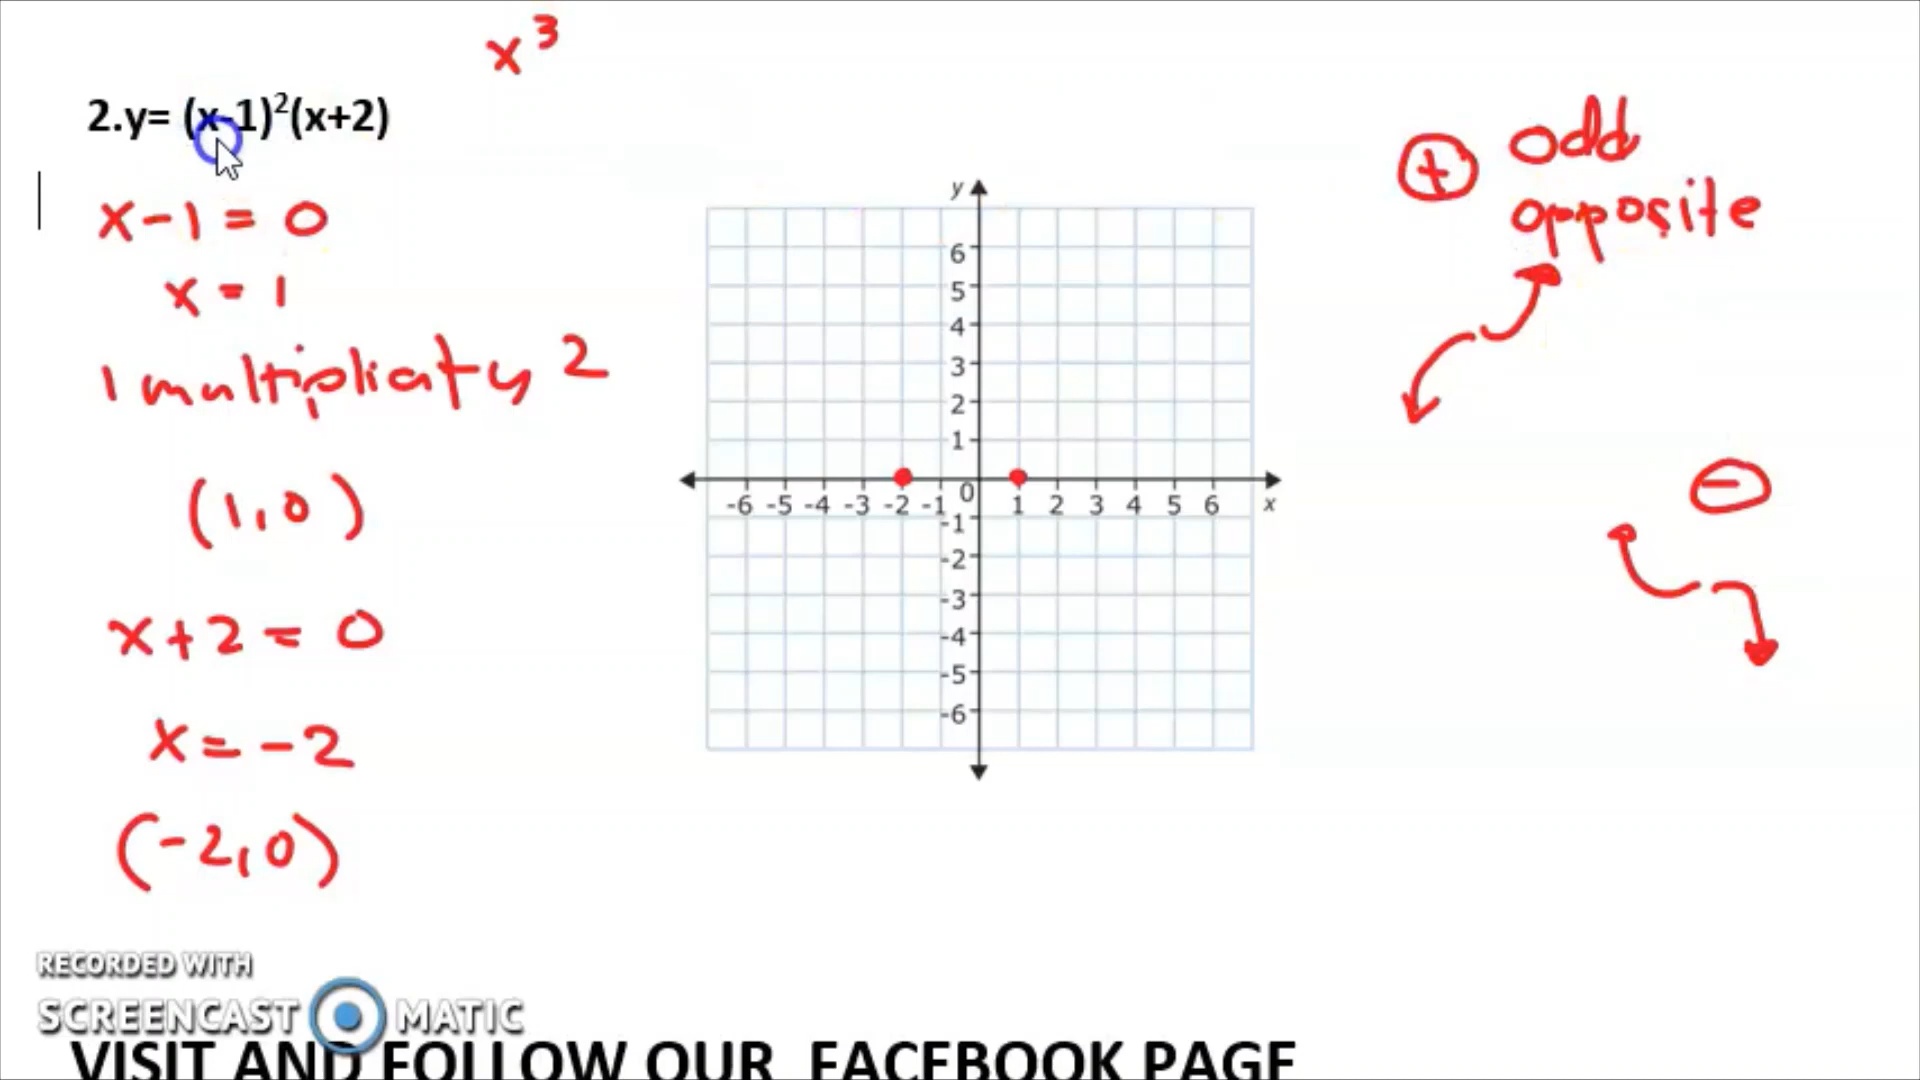 x³
2.y= (x-1)²(x+2)
x-1=0
x=1
1 multipliaty 2
(1,0)
x+2=0
x=-2
(-2,0)
y
6
5
4
3
2
1
0
-6 -5 -4 -3 -2 -1 1 2 3 4 5 6 x
-1
-2
-3
-4
-5
-6
+ odd
opposite
-
RECORDED WITH
SCREENCAST MATIC
VISIT AND FOLLOW OUR FACEBOOK PAGE